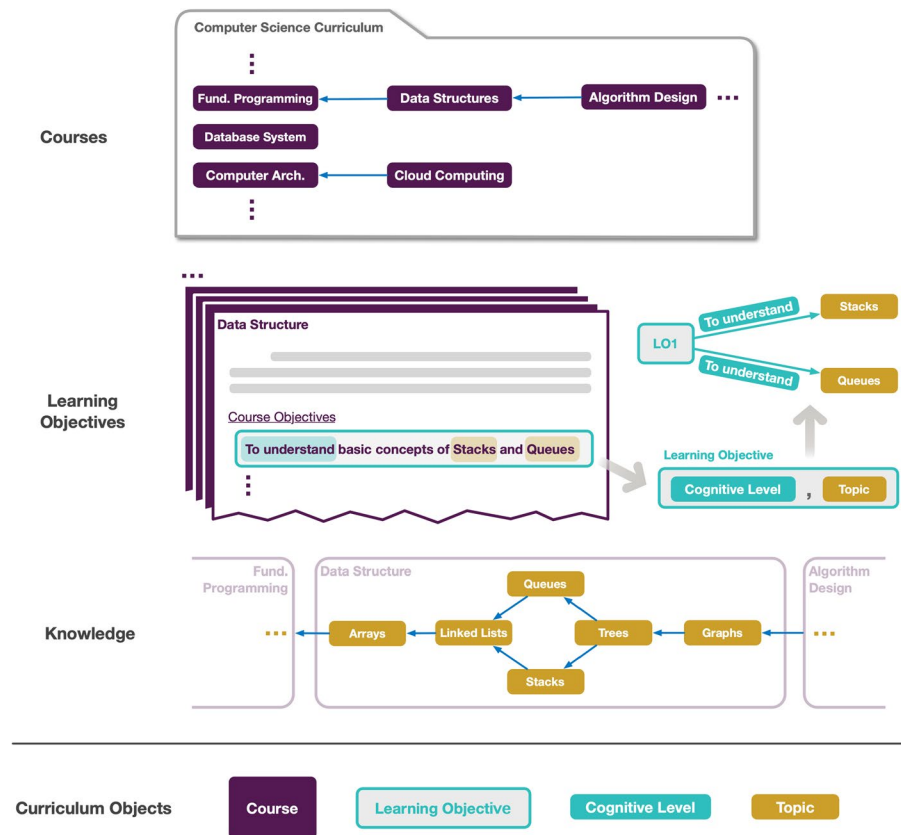 Computer Science Curriculum
Fund. Programming
Data Structures
Algorithm Design
Courses
Database System
Computer Arch.
Cloud Computing
Data Structure
To understand
Stacks
LO1
To understand
Queues
Learning
Objectives
Course Objectives
To understand basic concepts of Stacks and Queues
Learning Objective
Cognitive Level , Topic
Fund.
Programming
Data Structure
Algorithm
Design
Queues
Knowledge
Arrays
Linked Lists
Trees
Graphs
Stacks
Curriculum Objects
Course
Learning Objective
Cognitive Level
Topic